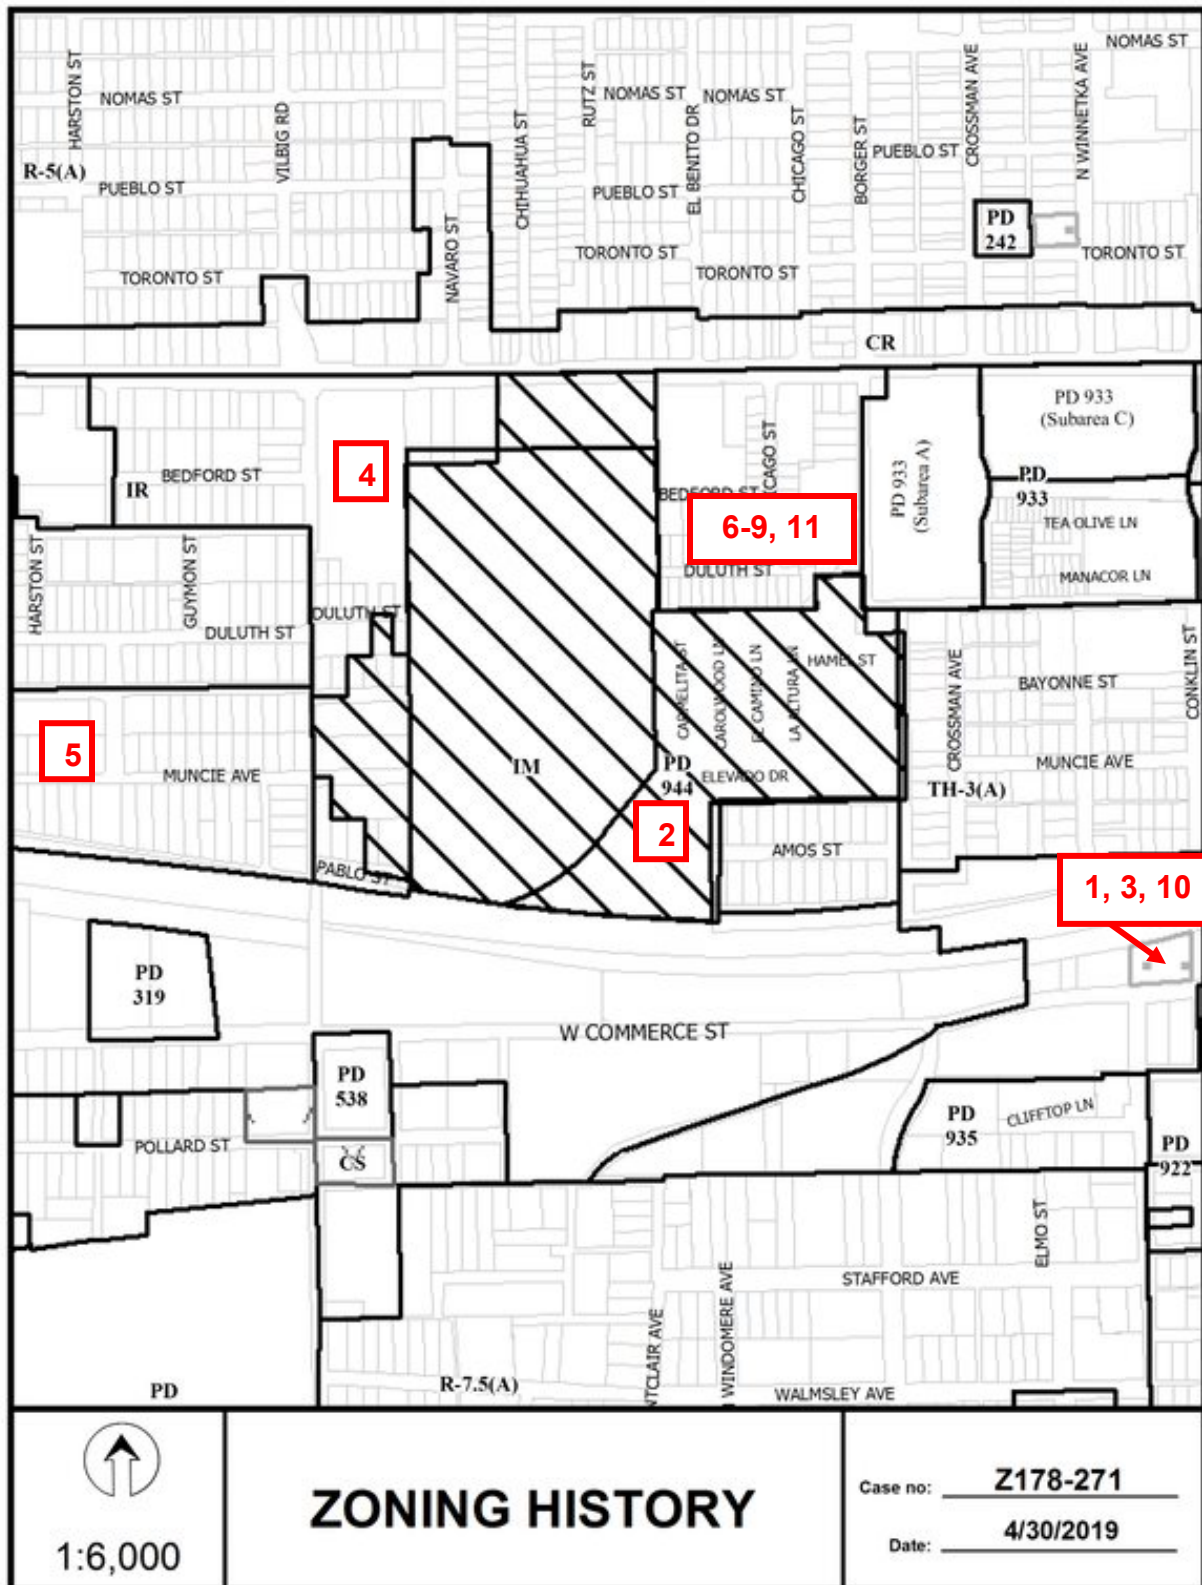 NOMAS ST
HARSTON ST
NOMAS ST
VILBIG RD
CHIHUAHUA ST
RUTZ ST
NOMAS ST
EL BENITO DR
NOMAS ST
CHICAGO ST
BORGER ST
CROSSMAN AVE
PUEBLO ST
N WINNETKA AVE
R-5(A)
PUEBLO ST
PUEBLO ST
NAVARO ST
PD
242
TORONTO ST
TORONTO ST
TORONTO ST
TORONTO ST
CR
PD 933
(Subarea C)
4
BEDFORD ST
IR
BEDFORD ST
ICAGO ST
6-9, 11
PD 933
(Subarea A)
PD
933
TEA OLIVE LN
MANACOR LN
HARSTON ST
GUYMON ST
DULUTH ST
DULUTH ST
DULUTH ST
CARMELITA ST
CAROLWOOD LN
EL CAMINO LN
LA ALTURA LN
HAMEL ST
CROSSMAN AVE
BAYONNE ST
CONKLIN ST
5
MUNCIE AVE
IM
PD
944
ELEVADO DR
MUNCIE AVE
TH-3(A)
2
AMOS ST
PABLO ST
1, 3, 10
PD
319
W COMMERCE ST
PD
538
POLLARD ST
CS
PD
935
CLIFFTOP LN
PD
922
ELMO ST
STAFFORD AVE
NTCLAIR AVE
WINDOMERE AVE
PD
R-7.5(A)
WALMSLEY AVE
1:6,000
ZONING HISTORY
Case no: Z178-271
Date: 4/30/2019